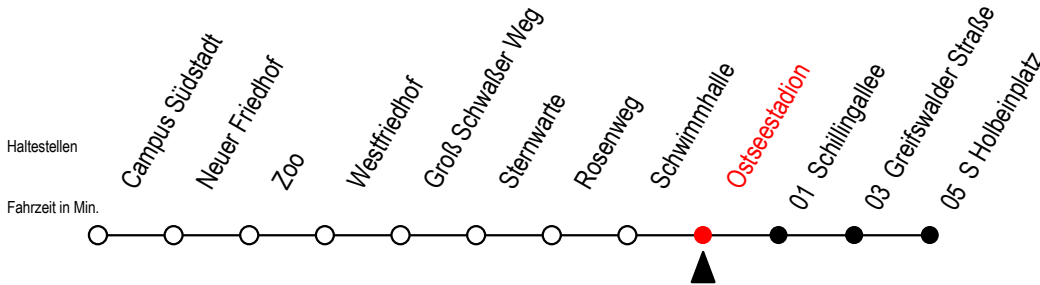 Haltestellen
Fahrzeit in Min.
Campus Südstadt
Neuer Friedhof
Zoo
Westfriedhof
Groß Schwaßer Weg
Sternwarte
Rosenweg
Schwimmhalle
Ostseestadion
01 Schillingallee
03 Greifswalder Straße
05 S Holbeinplatz